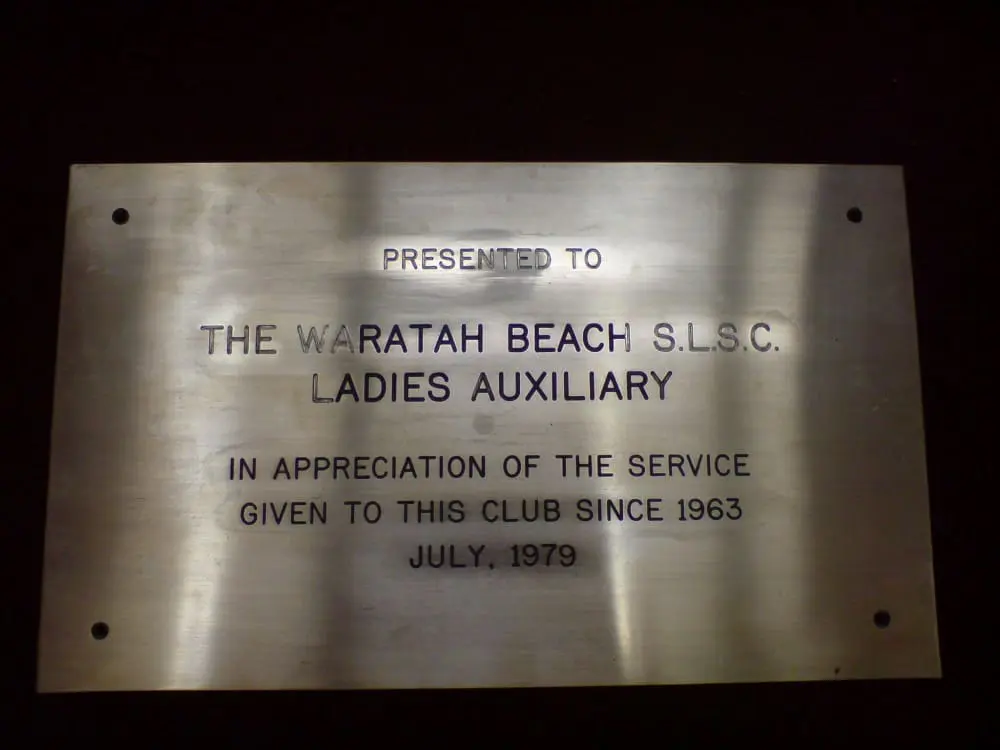 PRESENTED TO
THE WARATAH BEACH S.L.S.C.
LADIES AUXILIARY
IN APPRECIATION OF THE SERVICE
GIVEN TO THIS CLUB SINCE 1963
JULY, 1979